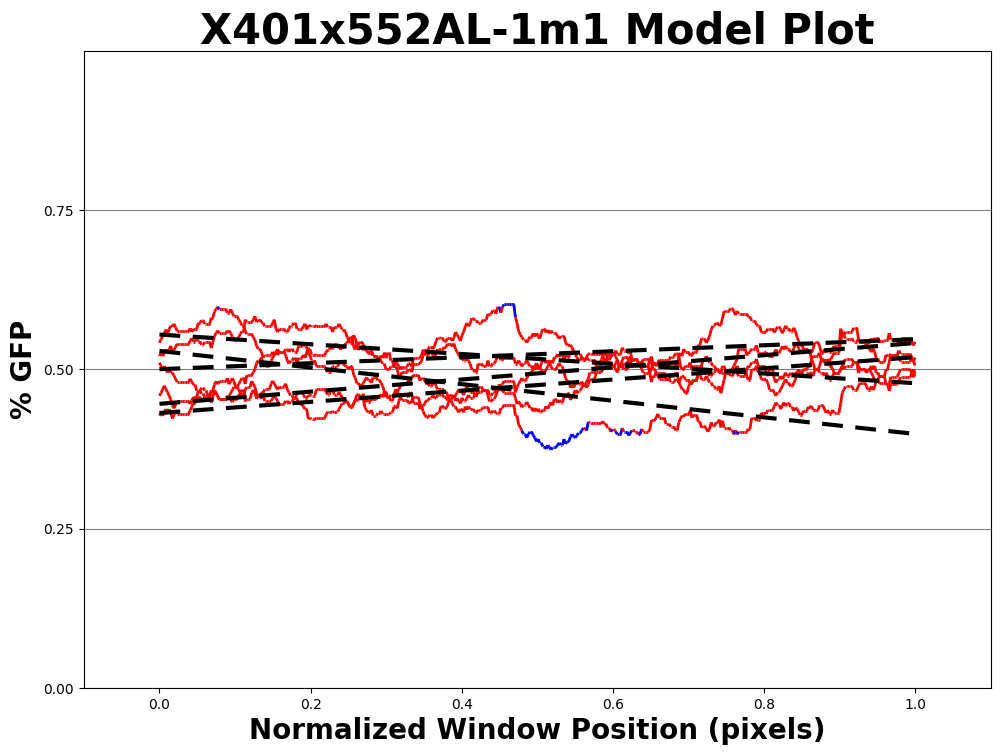 X401x552AL-1m1 Model Plot
% GFP
0.75
0.50
0.25
0.00
0.0 0.2 0.4 0.6 0.8 1.0
Normalized Window Position (pixels)